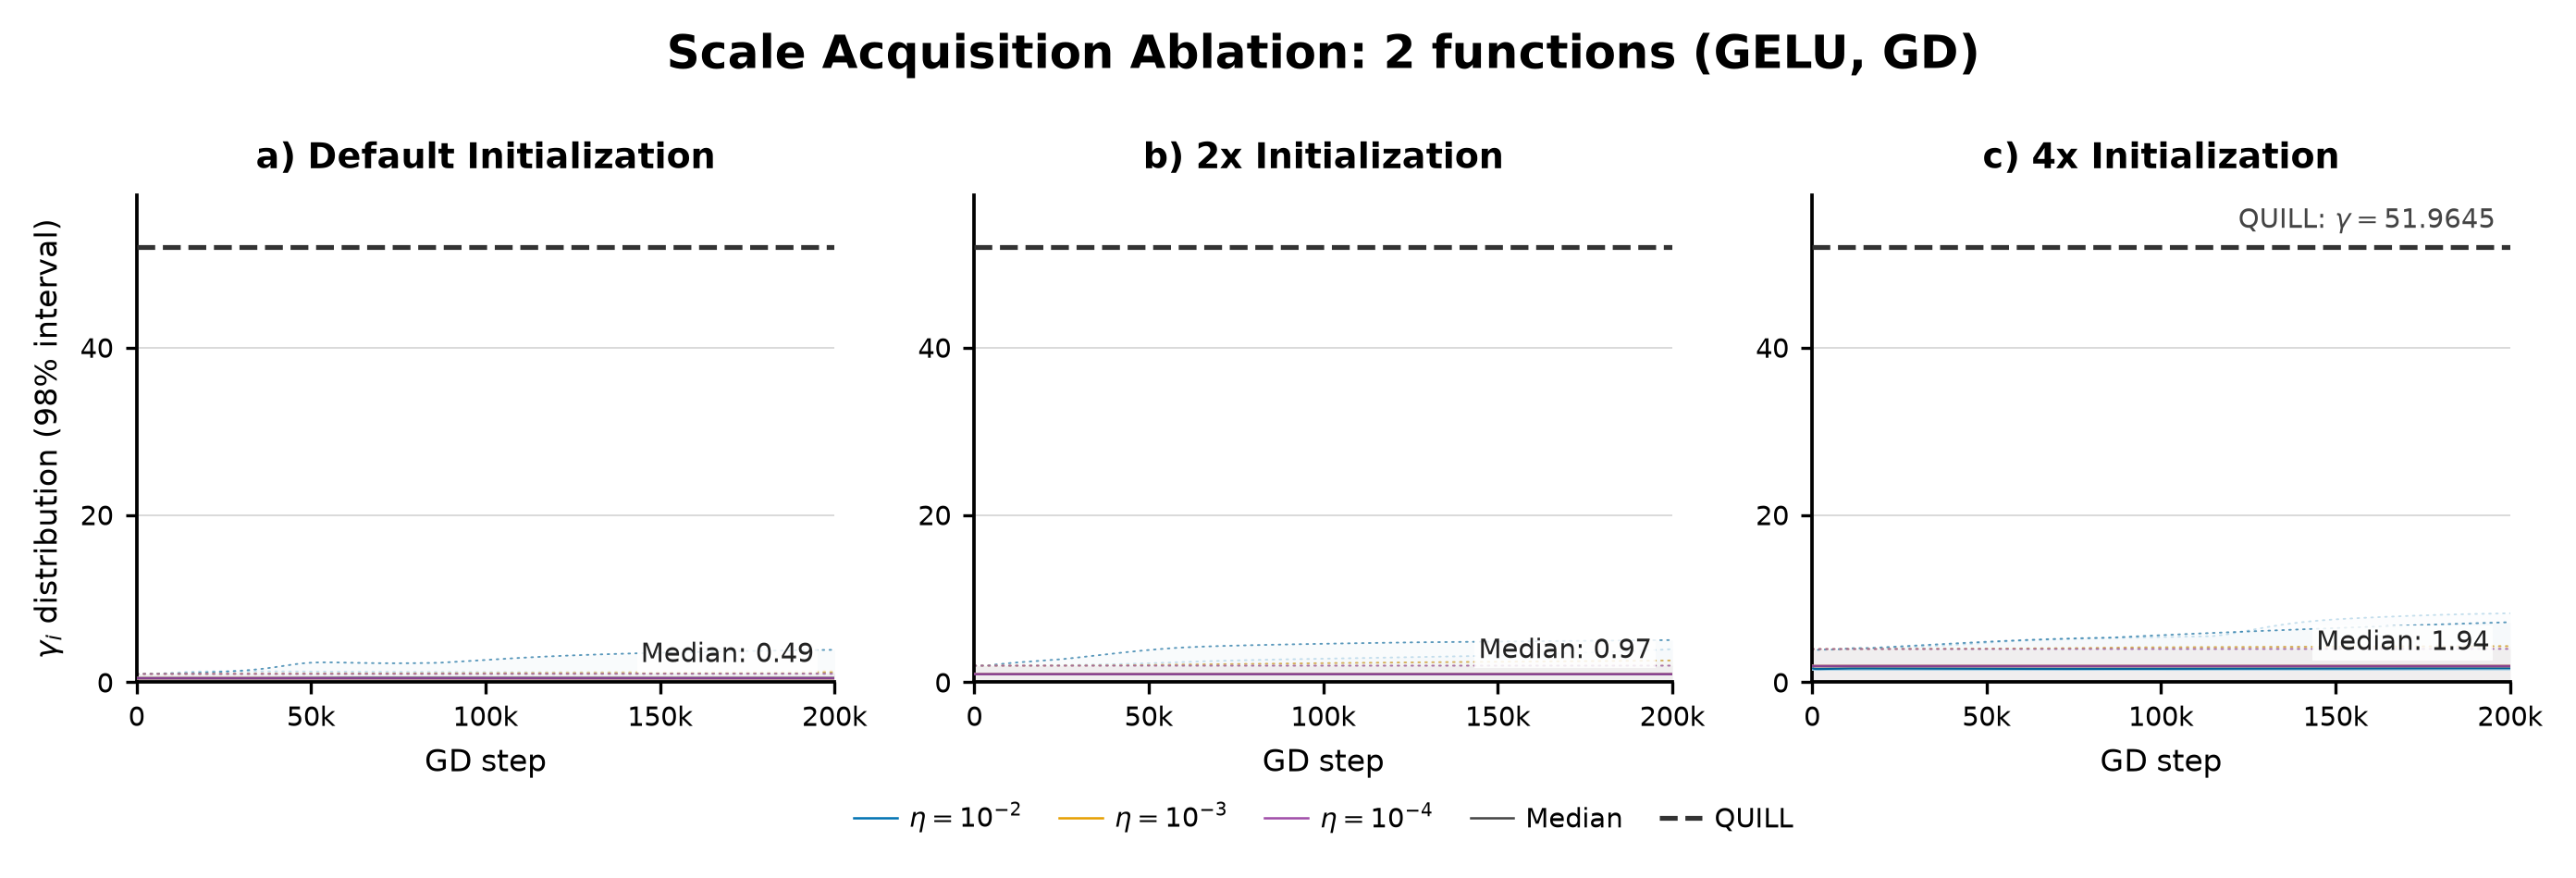 Scale Acquisition Ablation: 2 functions (GELU, GD)
a) Default Initialization
b) 2x Initialization
c) 4x Initialization
γᵢ distribution (98% interval)
40
20
0
Median: 0.49
0 50k 100k 150k 200k
GD step
40
20
0
Median: 0.97
0 50k 100k 150k 200k
GD step
QUILL: γ = 51.9645
40
20
0
Median: 1.94
0 50k 100k 150k 200k
GD step
η = 10⁻² η = 10⁻³ η = 10⁻⁴ Median QUILL